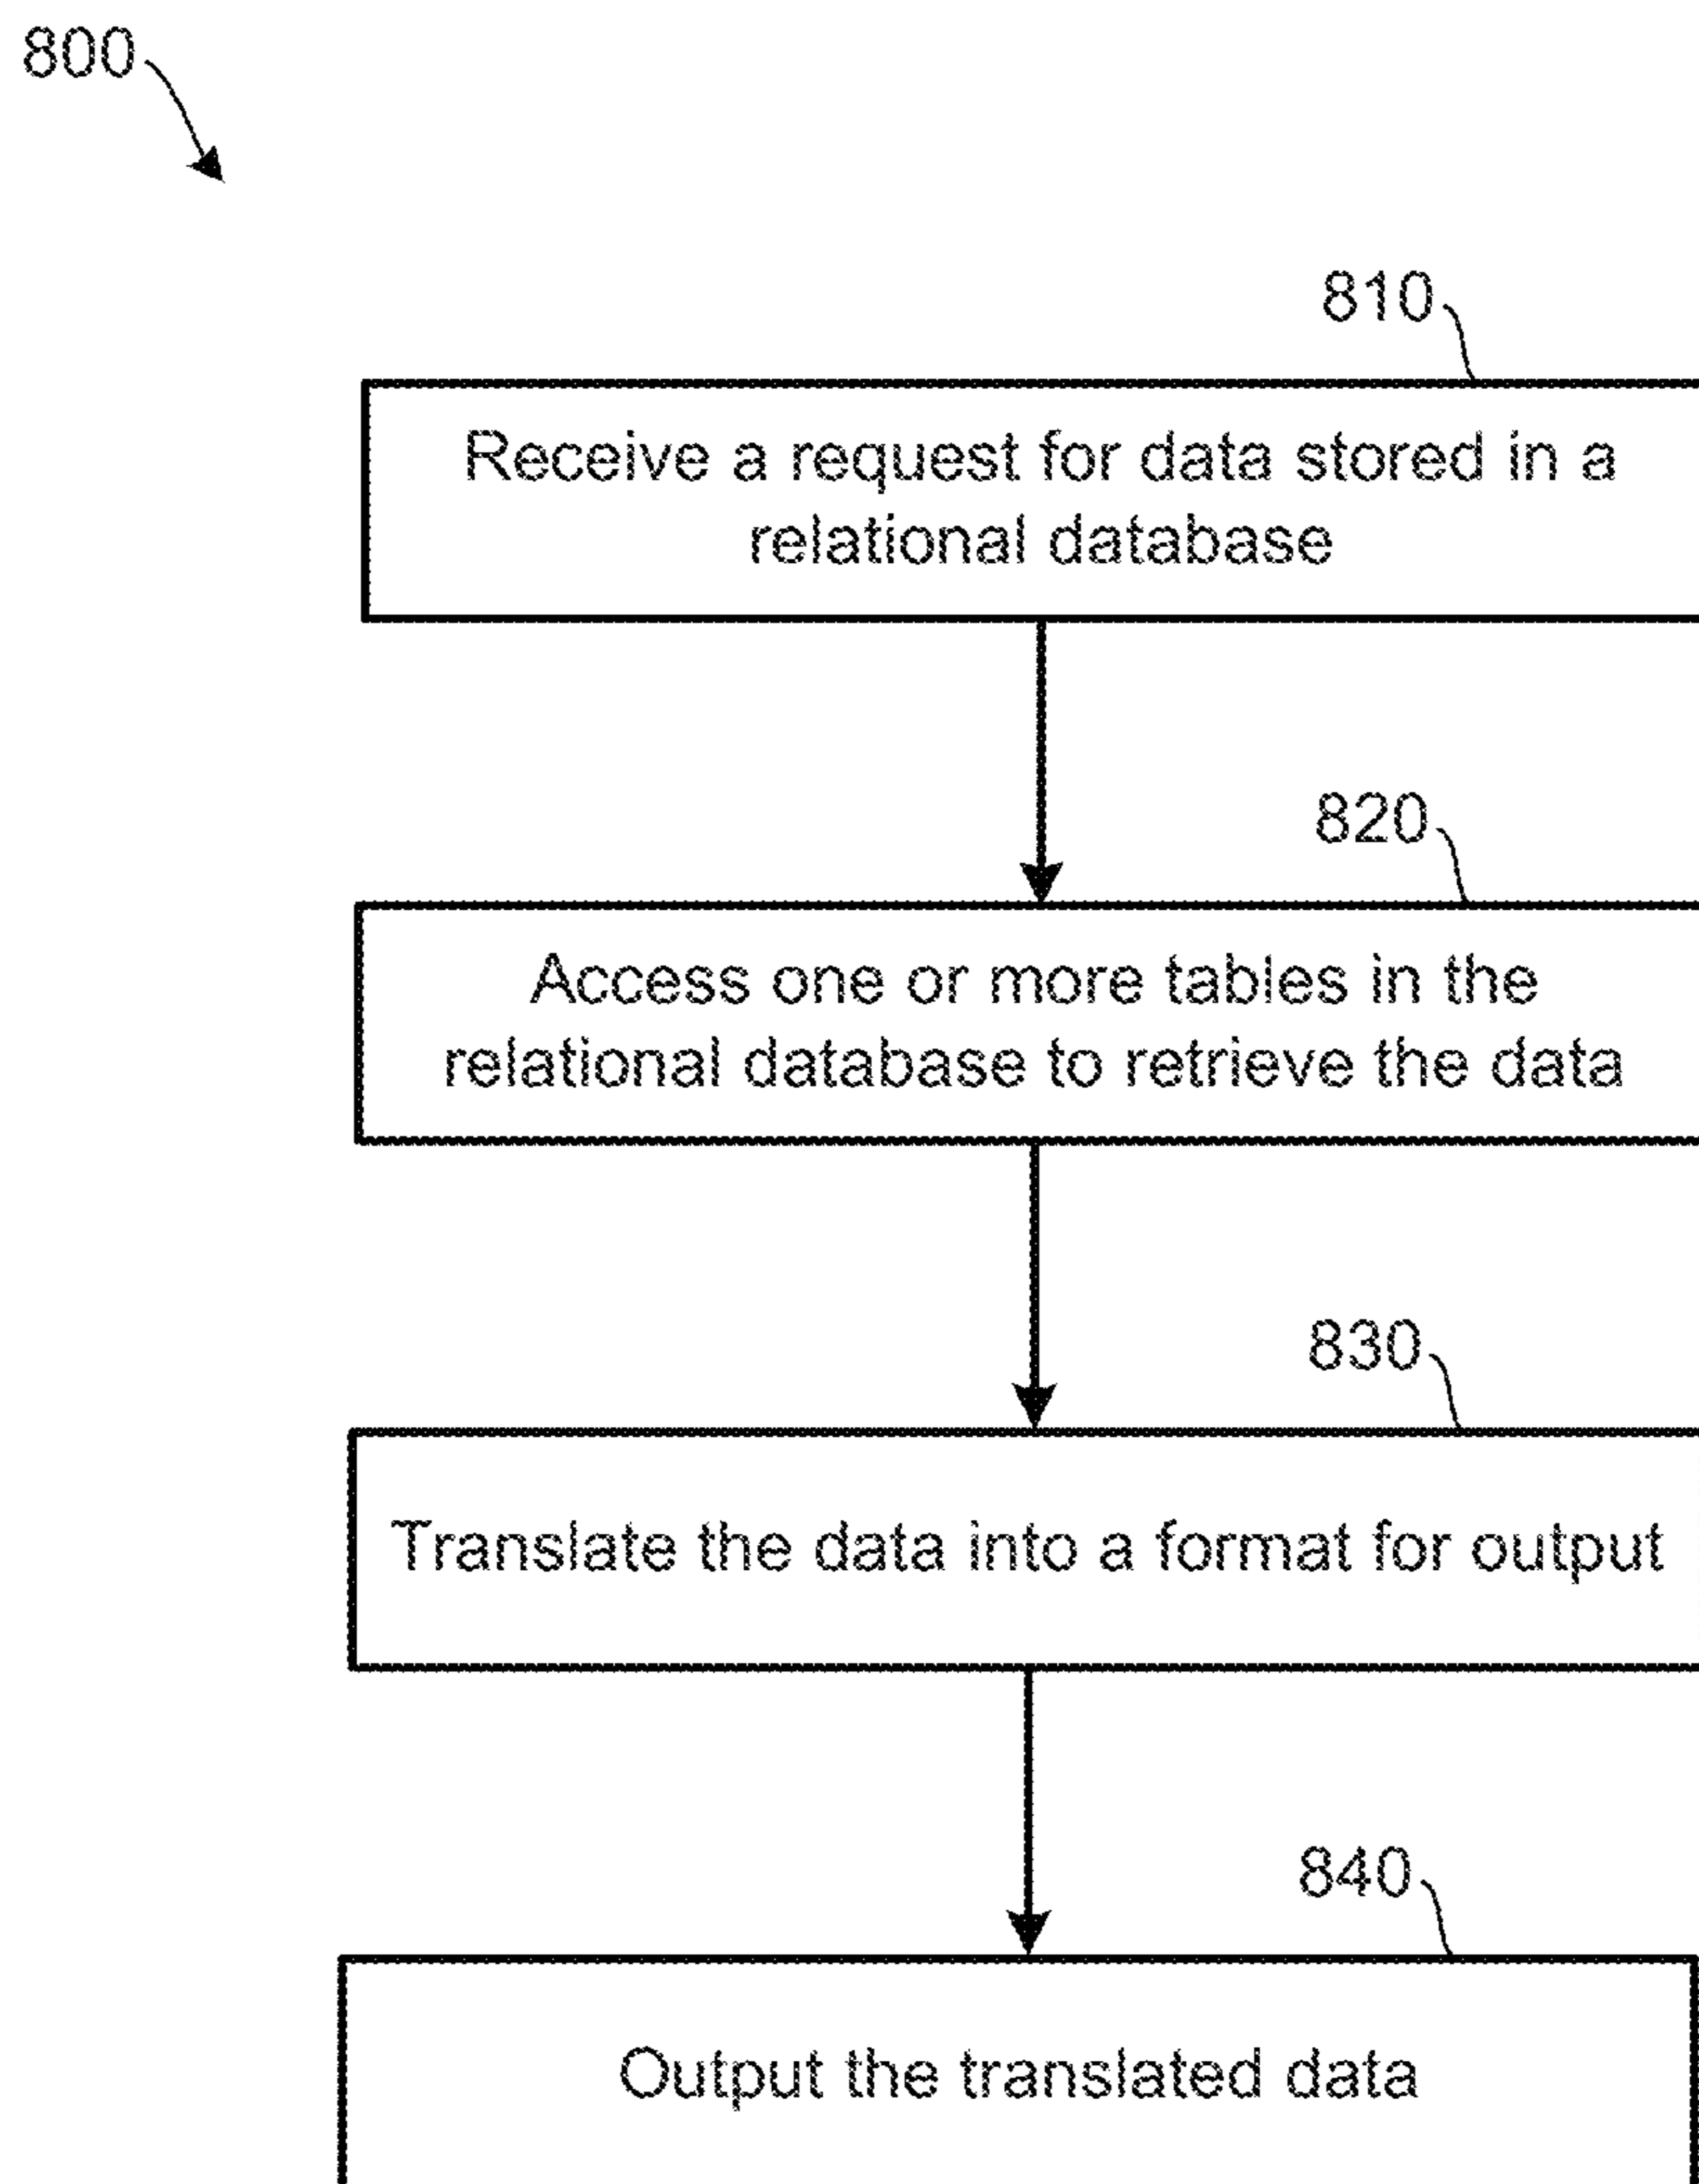 800
810
Receive a request for data stored in a
relational database
820
Access one or more tables in the
relational database to retrieve the data
830
Translate the data into a format for output
840
Output the translated data